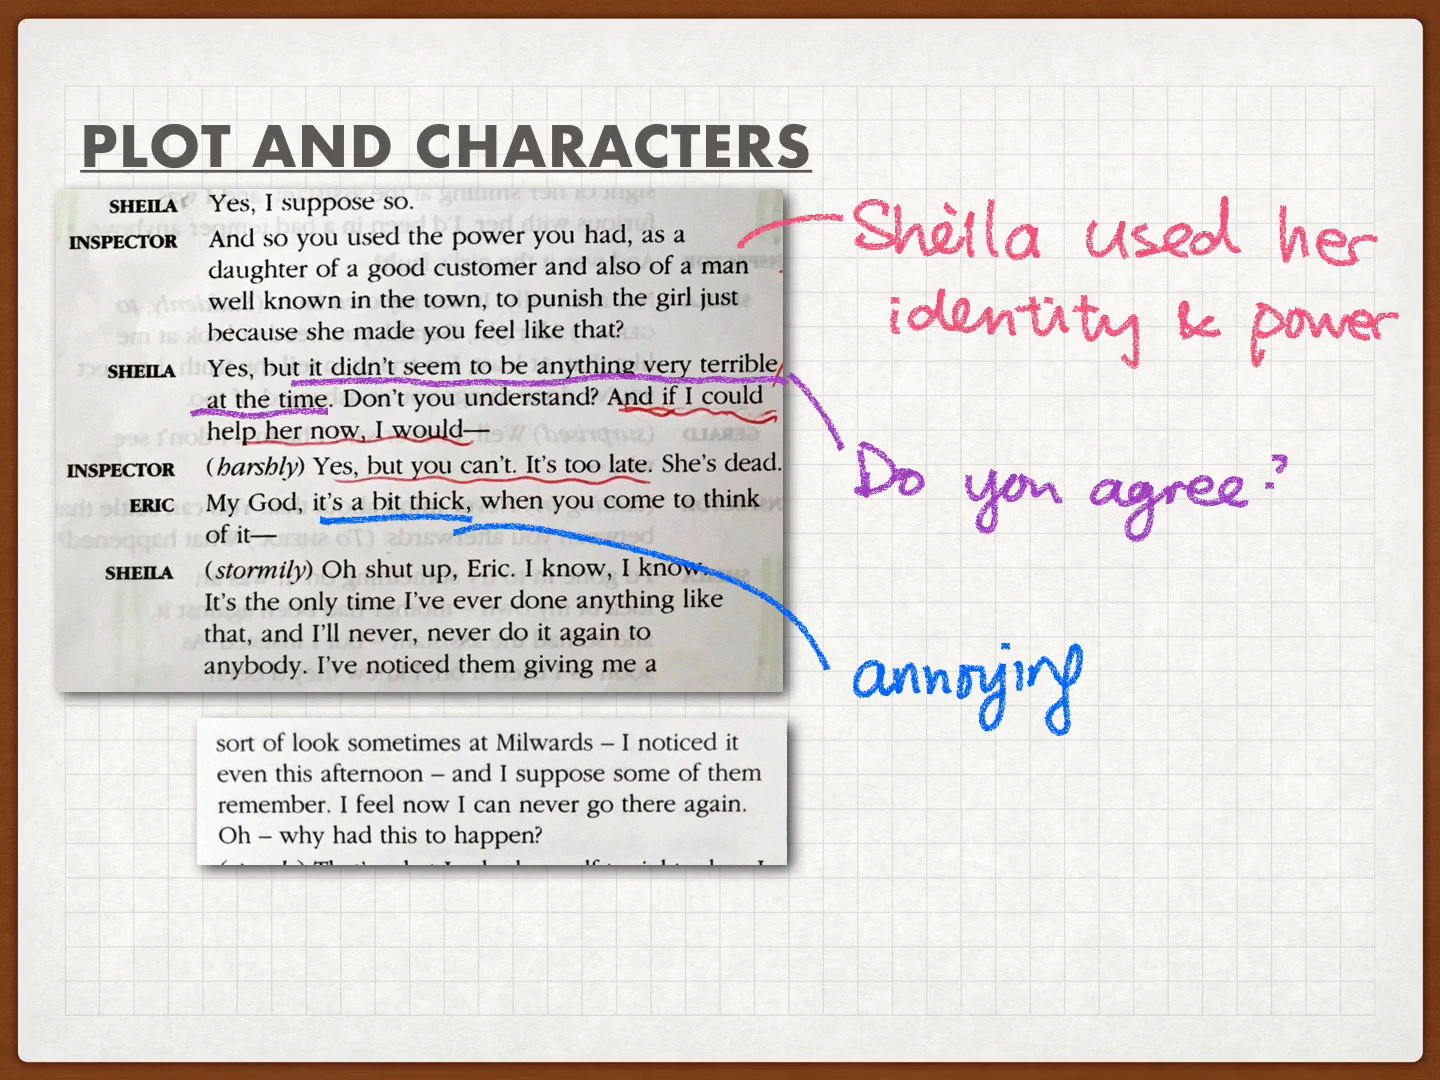 PLOT AND CHARACTERS
SHEILA Yes, I suppose so.
INSPECTOR And so you used the power you had, as a
daughter of a good customer and also of a man
well known in the town, to punish the girl just
because she made you feel like that?
SHEILA Yes, but it didn't seem to be anything very terrible
at the time. Don't you understand? And if I could
help her now, I would—
INSPECTOR (harshly) Yes, but you can't. It's too late. She's dead.
ERIC My God, it's a bit thick, when you come to think
of it—
SHEILA (stormily) Oh shut up, Eric. I know, I know.
It's the only time I've ever done anything like
that, and I'll never, never do it again to
anybody. I've noticed them giving me a
sort of look sometimes at Milwards – I noticed it
even this afternoon – and I suppose some of them
remember. I feel now I can never go there again.
Oh – why had this to happen?
Sheila used her
identity & power
Do you agree?
annoying